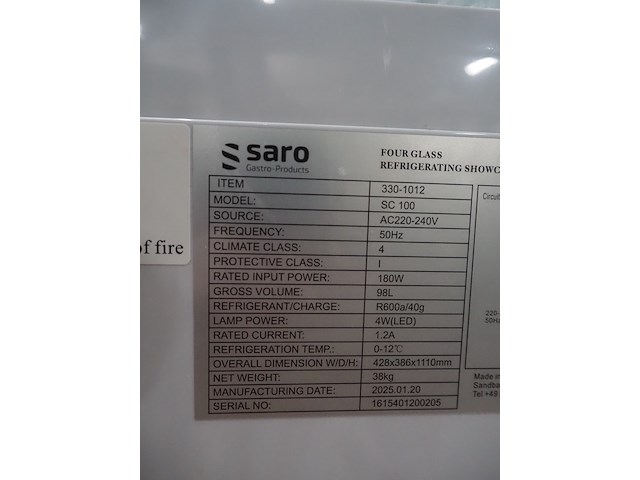 saro
Gastro-Products
FOUR GLASS
REFRIGERATING
ITEM 330-1012
MODEL: SC 100
SOURCE: AC220-240V
FREQUENCY: 50Hz
CLIMATE CLASS: 4
PROTECTIVE CLASS: I
RATED INPUT POWER: 180W
GROSS VOLUME: 98L
REFRIGERANT/CHARGE: R600a/40g
LAMP POWER: 4W(LED)
RATED CURRENT: 1.2A
REFRIGERATION TEMP.: 0-12℃
OVERALL DIMENSION W/D/H: 428x386x1110mm
NET WEIGHT: 38kg
MANUFACTURING DATE: 2025.01.20
SERIAL NO: 1615401200205
of fire
220-
50Hz
Made in
Tel +49